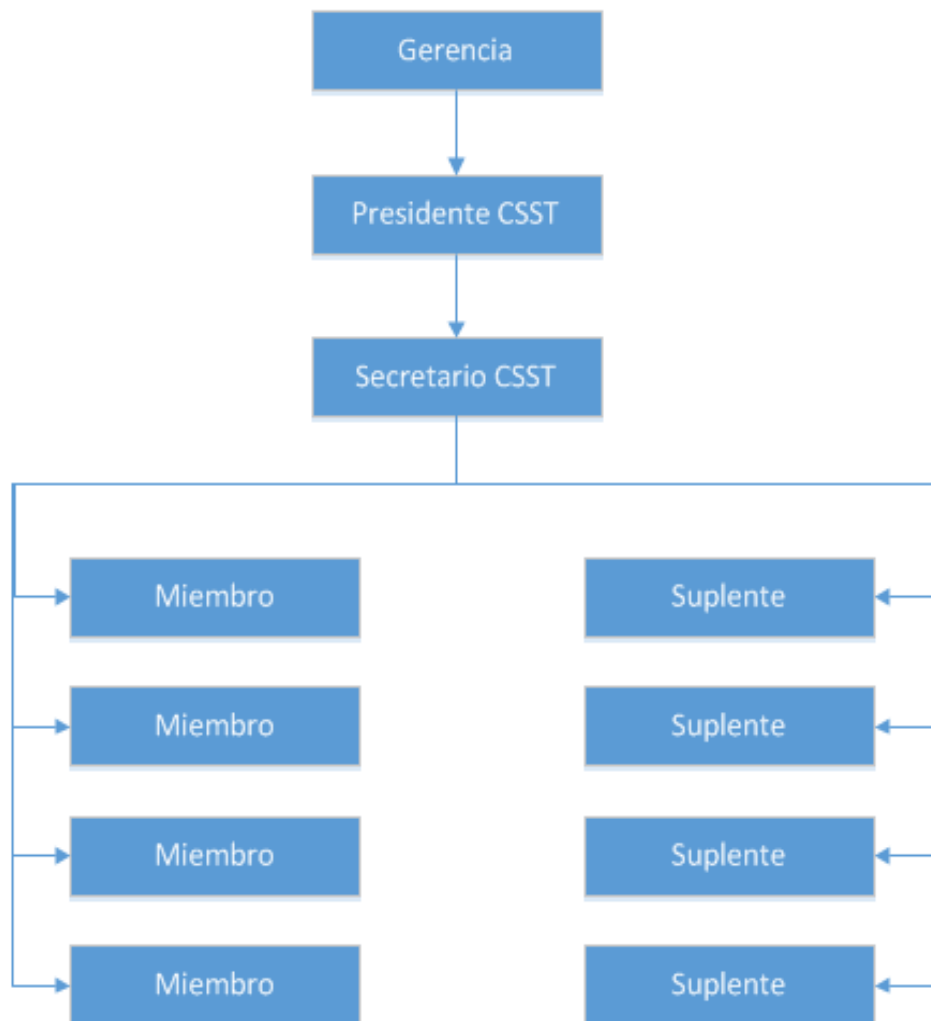 Gerencia
Presidente CSST
Secretario CSST
Miembro
Suplente
Miembro
Suplente
Miembro
Suplente
Miembro
Suplente